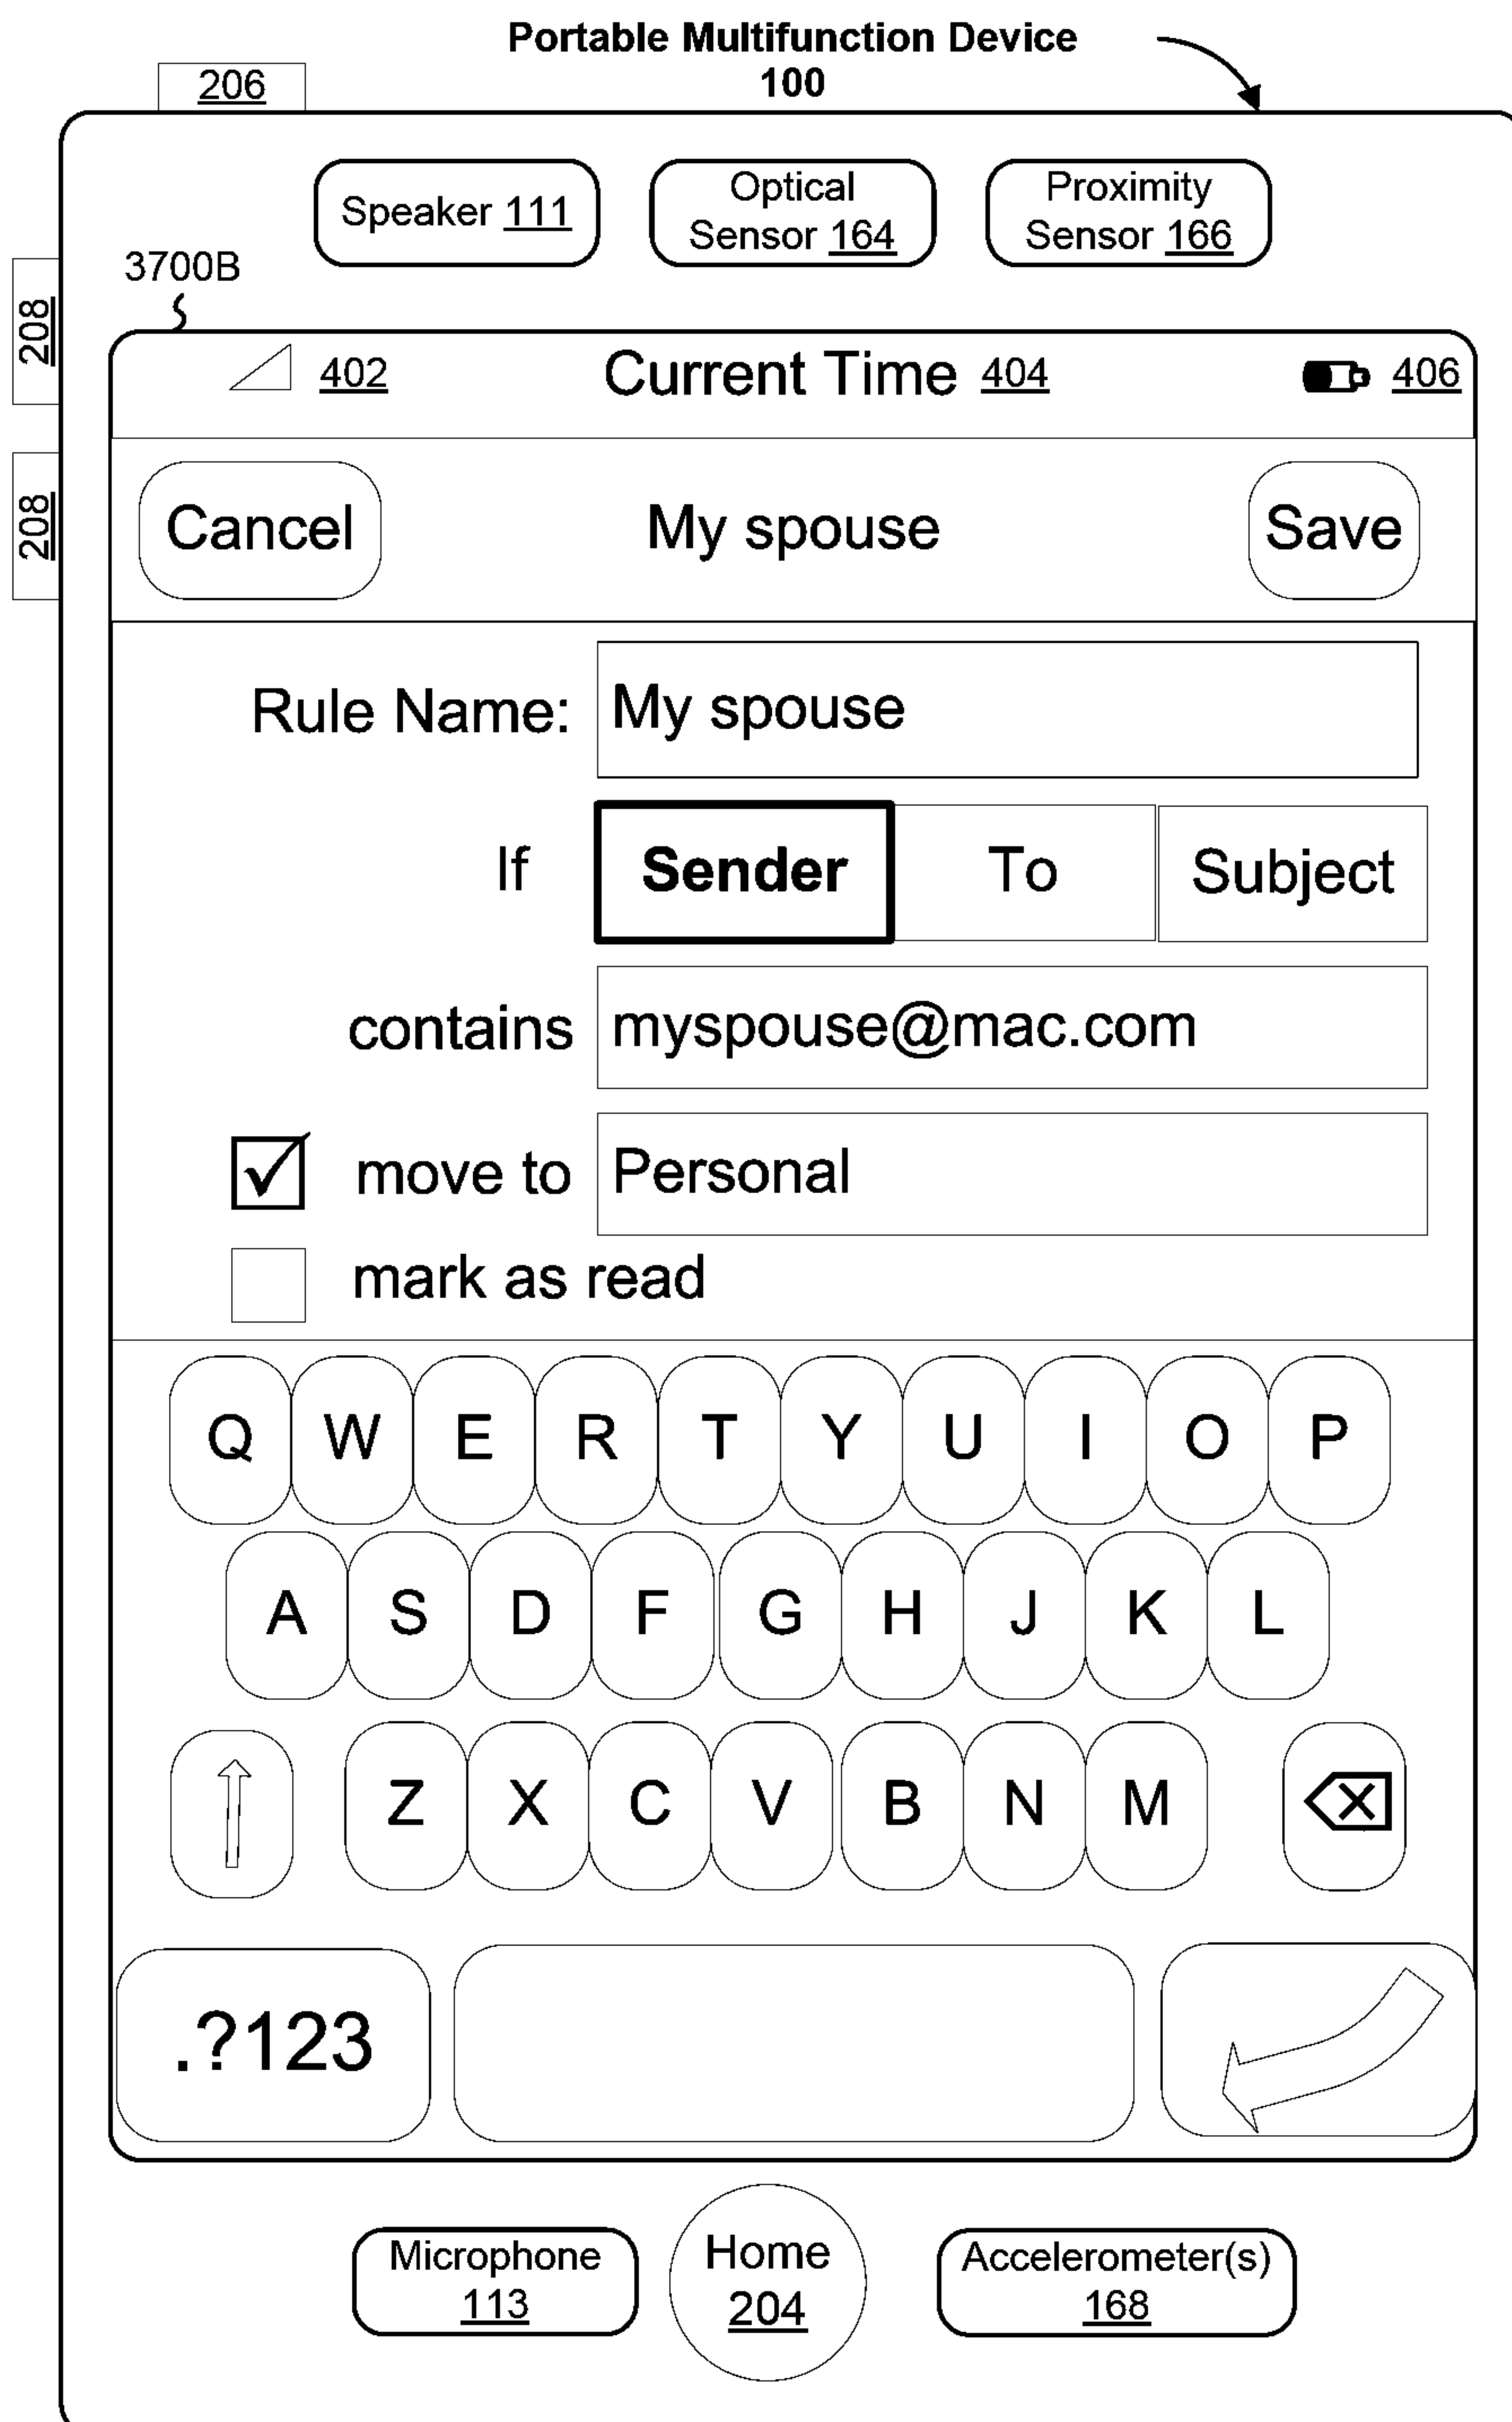 Portable Multifunction Device
100
206
Speaker 111
Optical
Sensor 164
Proximity
Sensor 166
3700B
208
208
402
Current Time 404
406
Cancel
My spouse
Save
Rule Name:
My spouse
If
Sender
To
Subject
contains
myspouse@mac.com
move to
Personal
mark as read
Q W E R T Y U I O P
A S D F G H J K L
Z X C V B N M
.?123
Microphone
113
Home
204
Accelerometer(s)
168